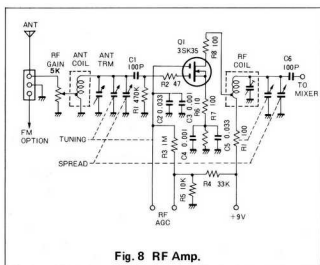 ANT
RF
GAIN
5K
ANT
COIL
ANT
TRM
C1
100P
Q1
3SK35
R8 100
RF
COIL
C6
100P
TO
MIXER
R2 47
R1 470K
C2 0.033
C3 0.001
R6 10
R7 100
FM
OPTION
TUNING
SPREAD
R3 1M
C4 0.001
C5 0.033
R1 100
R4 33K
R5 10K
RF
AGC
+9V
Fig. 8 RF Amp.